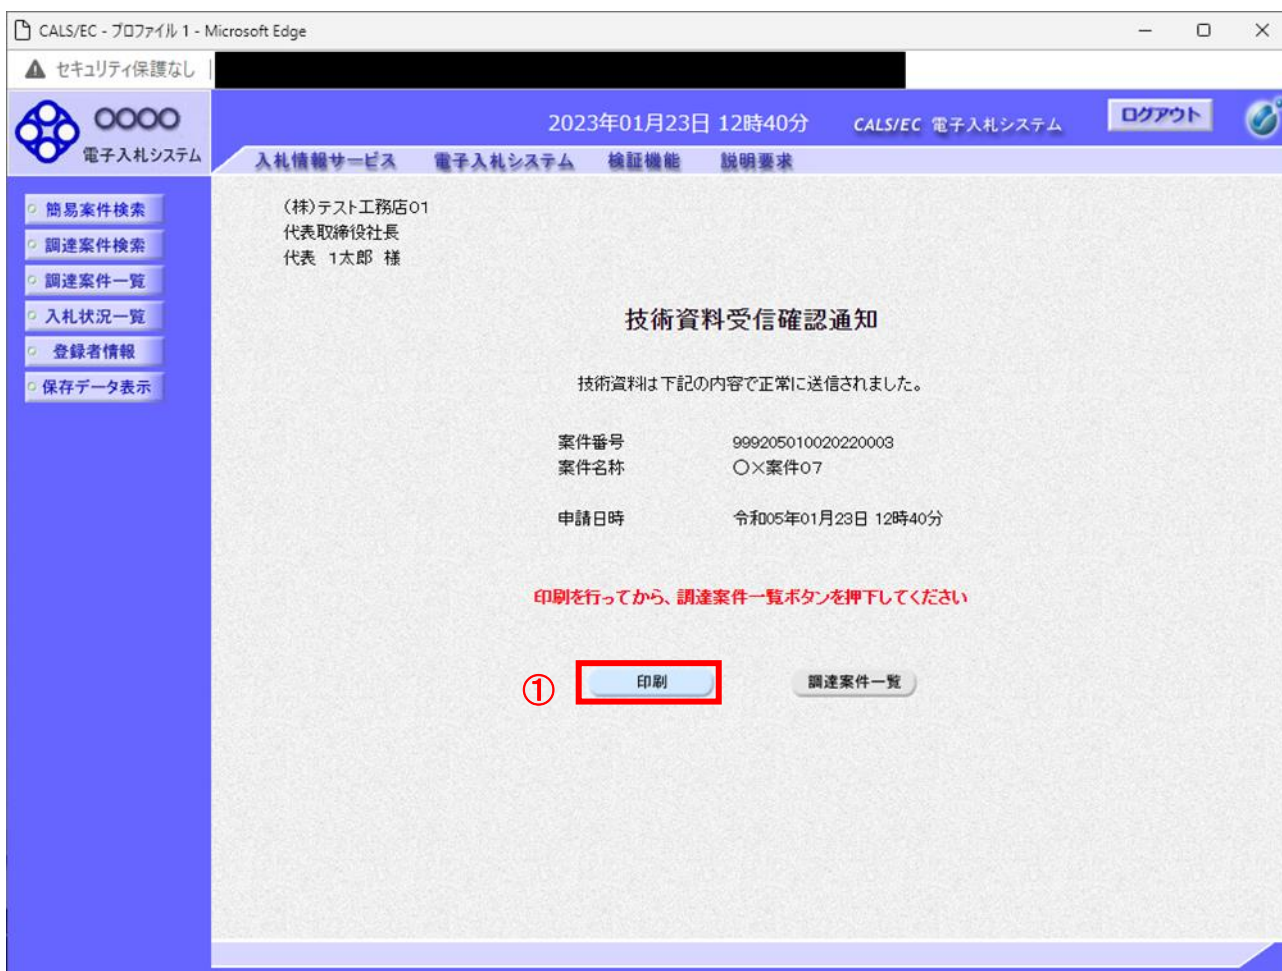 CALS/EC - プロファイル 1 - Microsoft Edge
セキュリティ保護なし
〇〇〇〇
電子入札システム
2023年01月23日 12時40分
CALS/EC 電子入札システム
ログアウト
入札情報サービス 電子入札システム 検証機能 説明要求
簡易案件検索
調達案件検索
調達案件一覧
入札状況一覧
登録者情報
保存データ表示
(株)テスト工務店01
代表取締役社長
代表 1太郎 様
技術資料受信確認通知
技術資料は下記の内容で正常に送信されました。
案件番号 999205010020220003
案件名称 〇×案件07
申請日時 令和05年01月23日 12時40分
印刷を行ってから、調達案件一覧ボタンを押下してください
① 印刷 調達案件一覧